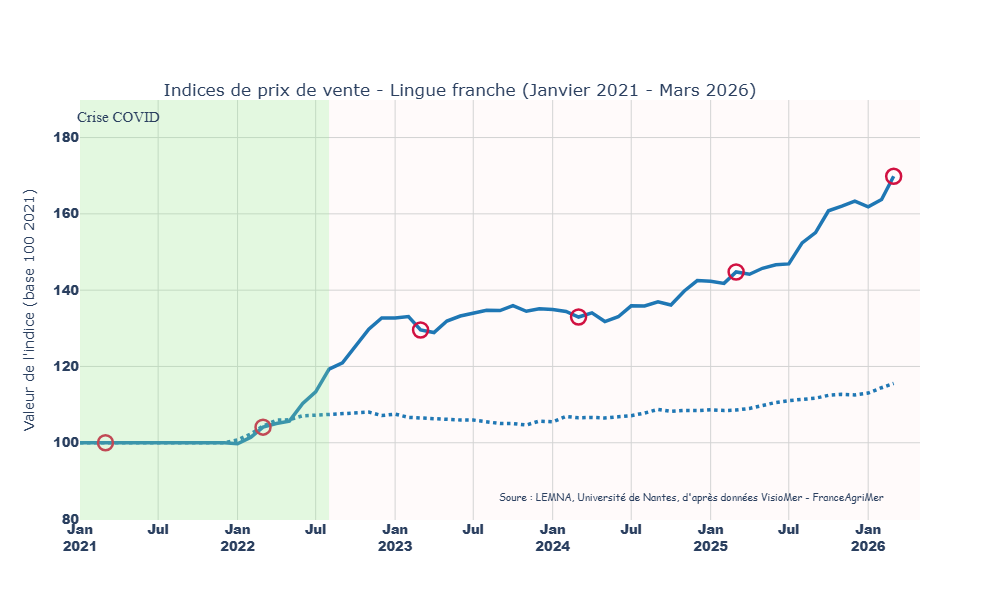 Indices de prix de vente - Lingue franche (Janvier 2021 - Mars 2026)
Crise COVID
Valeur de l'indice (base 100 2021)
180
160
140
120
100
80
Soure : LEMNA, Université de Nantes, d'après données VisioMer - FranceAgriMer
Jan Jul Jan Jul Jan Jul Jan Jul Jan Jul Jan
2021 2022 2023 2024 2025 2026